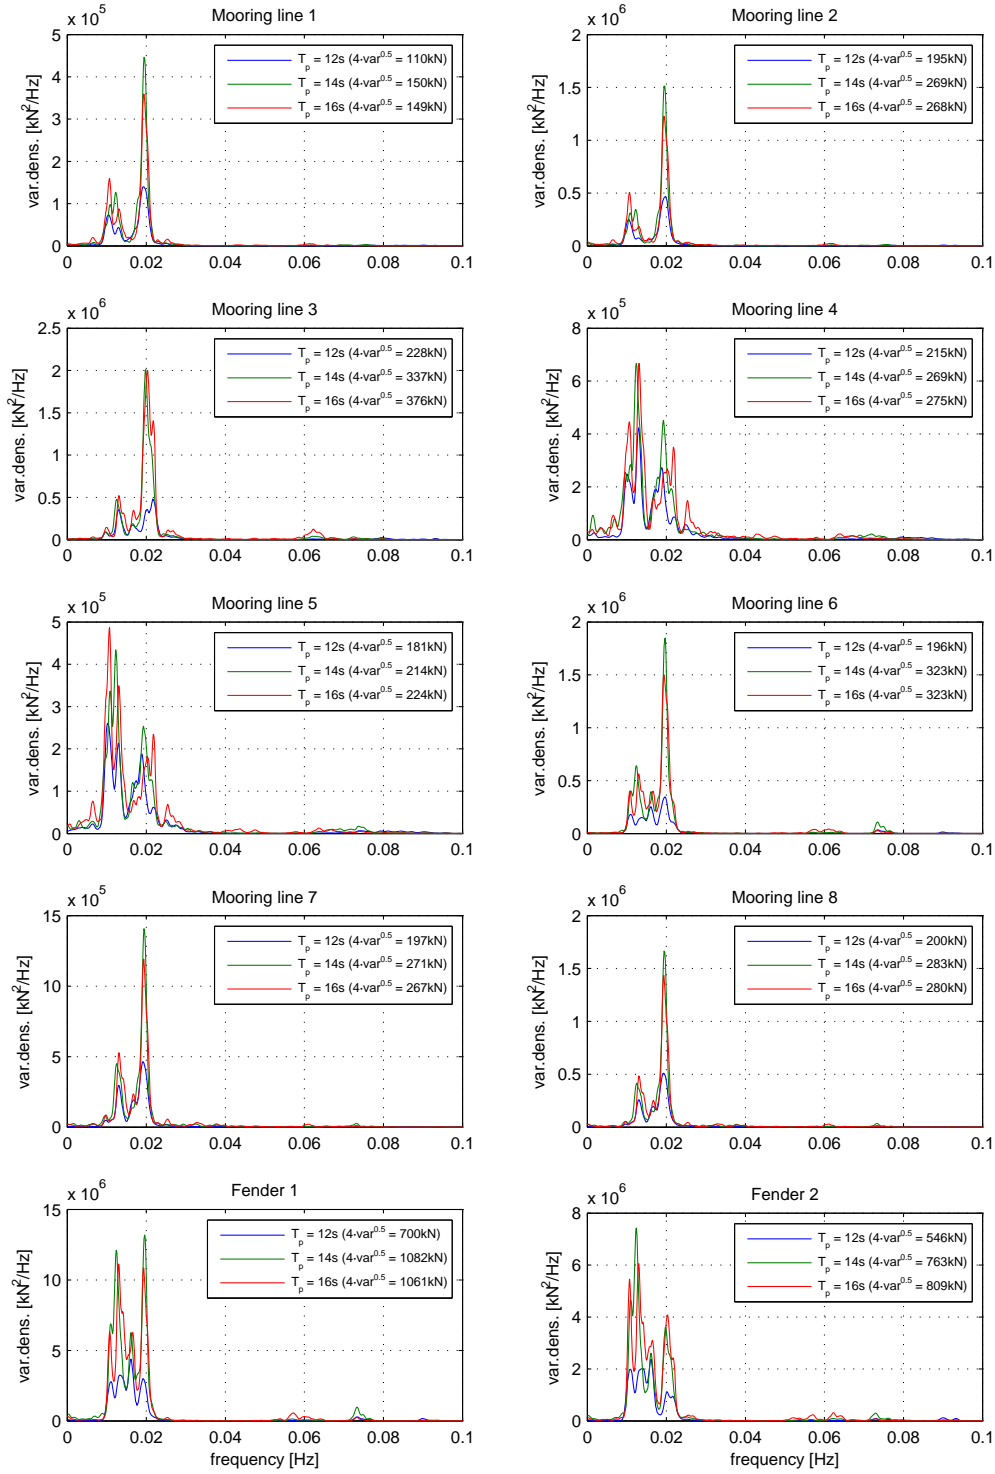 x 10^5 Mooring line 1
var.dens. [kN^2/Hz]
5
4
3
2
1
0
T_p = 12s (4·var^0.5 = 110kN)
T_p = 14s (4·var^0.5 = 150kN)
T_p = 16s (4·var^0.5 = 149kN)
0 0.02 0.04 0.06 0.08 0.1
x 10^6 Mooring line 2
var.dens. [kN^2/Hz]
2
1.5
1
0.5
0
T_p = 12s (4·var^0.5 = 195kN)
T_p = 14s (4·var^0.5 = 269kN)
T_p = 16s (4·var^0.5 = 268kN)
0 0.02 0.04 0.06 0.08 0.1
x 10^6 Mooring line 3
var.dens. [kN^2/Hz]
2.5
2
1.5
1
0.5
0
T_p = 12s (4·var^0.5 = 228kN)
T_p = 14s (4·var^0.5 = 337kN)
T_p = 16s (4·var^0.5 = 376kN)
0 0.02 0.04 0.06 0.08 0.1
x 10^5 Mooring line 4
var.dens. [kN^2/Hz]
8
6
4
2
0
T_p = 12s (4·var^0.5 = 215kN)
T_p = 14s (4·var^0.5 = 269kN)
T_p = 16s (4·var^0.5 = 275kN)
0 0.02 0.04 0.06 0.08 0.1
x 10^5 Mooring line 5
var.dens. [kN^2/Hz]
5
4
3
2
1
0
T_p = 12s (4·var^0.5 = 181kN)
T_p = 14s (4·var^0.5 = 214kN)
T_p = 16s (4·var^0.5 = 224kN)
0 0.02 0.04 0.06 0.08 0.1
x 10^6 Mooring line 6
var.dens. [kN^2/Hz]
2
1.5
1
0.5
0
T_p = 12s (4·var^0.5 = 196kN)
T_p = 14s (4·var^0.5 = 323kN)
T_p = 16s (4·var^0.5 = 323kN)
0 0.02 0.04 0.06 0.08 0.1
x 10^5 Mooring line 7
var.dens. [kN^2/Hz]
15
10
5
0
T_p = 12s (4·var^0.5 = 197kN)
T_p = 14s (4·var^0.5 = 271kN)
T_p = 16s (4·var^0.5 = 267kN)
0 0.02 0.04 0.06 0.08 0.1
x 10^6 Mooring line 8
var.dens. [kN^2/Hz]
2
1.5
1
0.5
0
T_p = 12s (4·var^0.5 = 200kN)
T_p = 14s (4·var^0.5 = 283kN)
T_p = 16s (4·var^0.5 = 280kN)
0 0.02 0.04 0.06 0.08 0.1
x 10^6 Fender 1
var.dens. [kN^2/Hz]
15
10
5
0
T_p = 12s (4·var^0.5 = 700kN)
T_p = 14s (4·var^0.5 = 1082kN)
T_p = 16s (4·var^0.5 = 1061kN)
0 0.02 0.04 0.06 0.08 0.1
frequency [Hz]
x 10^6 Fender 2
var.dens. [kN^2/Hz]
8
6
4
2
0
T_p = 12s (4·var^0.5 = 546kN)
T_p = 14s (4·var^0.5 = 763kN)
T_p = 16s (4·var^0.5 = 809kN)
0 0.02 0.04 0.06 0.08 0.1
frequency [Hz]